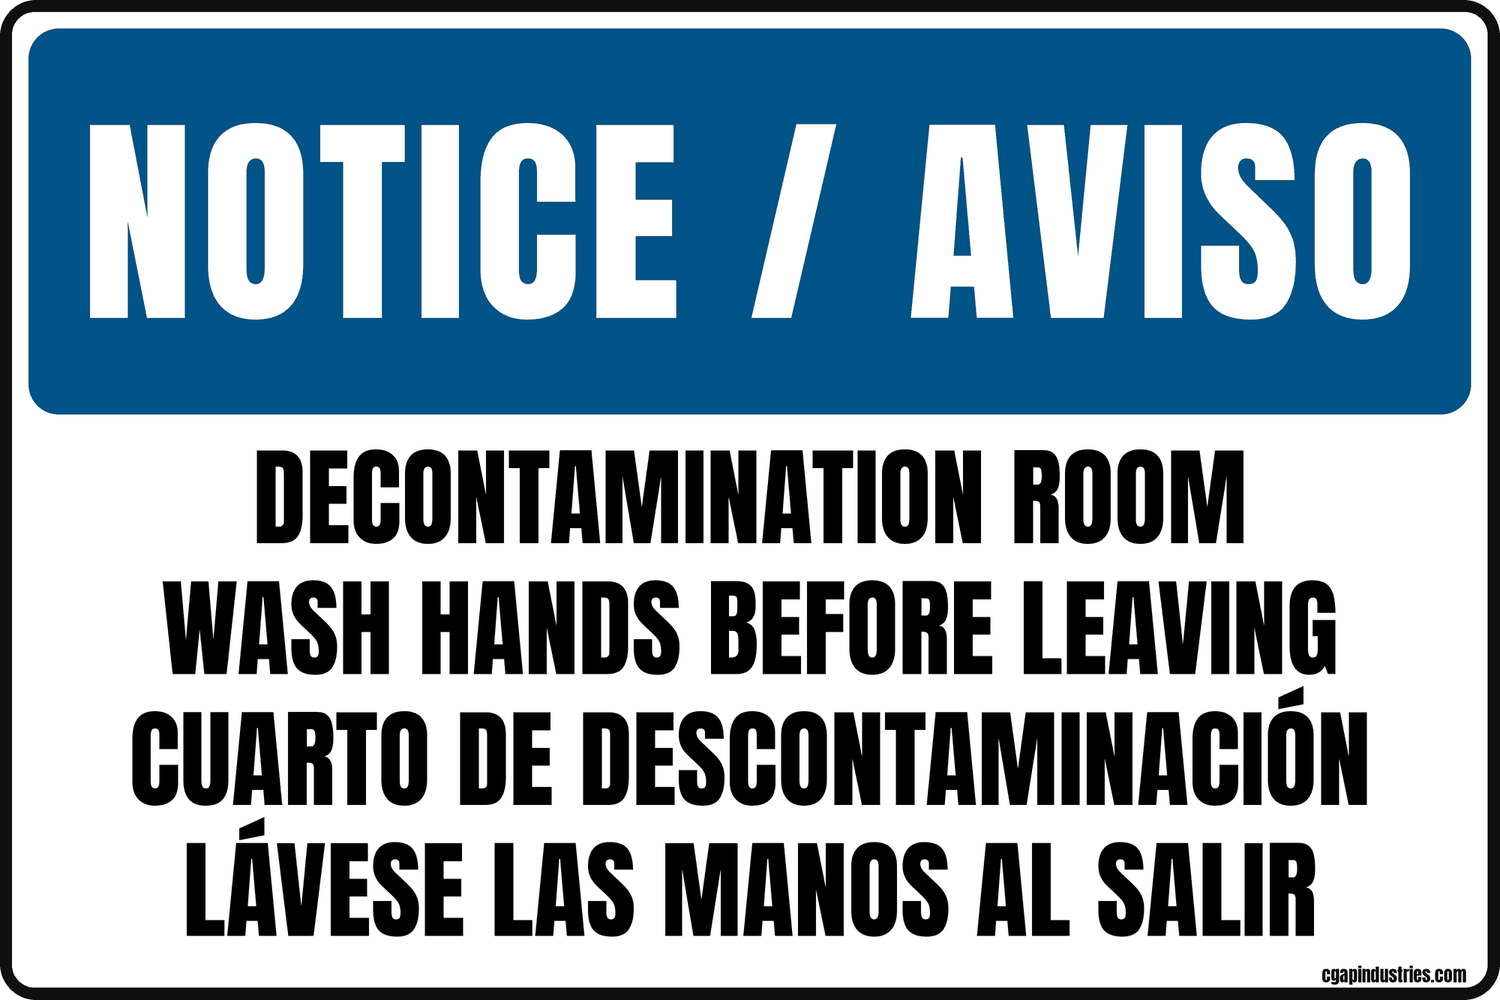 NOTICE / AVISO
DECONTAMINATION ROOM
WASH HANDS BEFORE LEAVING
CUARTO DE DESCONTAMINACIÓN
LÁVESE LAS MANOS AL SALIR
cgapindustries.com